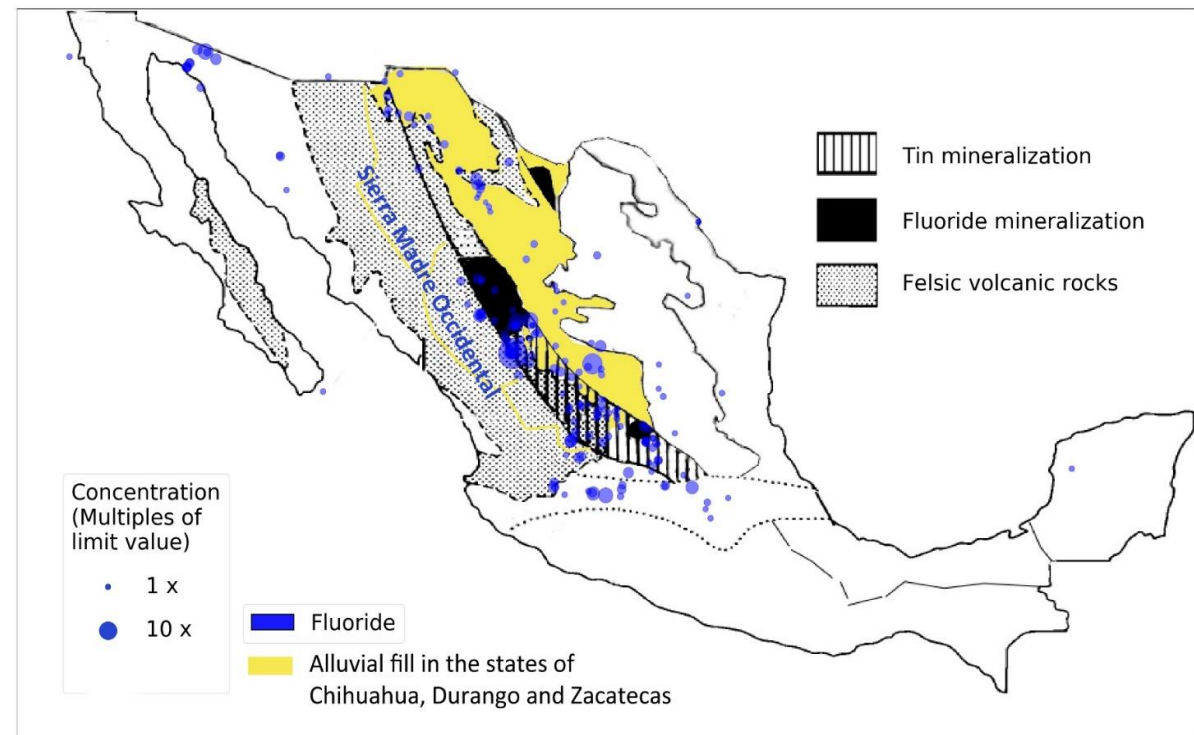 Tin mineralization
Fluoride mineralization
Felsic volcanic rocks
Sierra Madre Occidental
Concentration
(Multiples of
limit value)
1 x
10 x
Fluoride
Alluvial fill in the states of
Chihuahua, Durango and Zacatecas